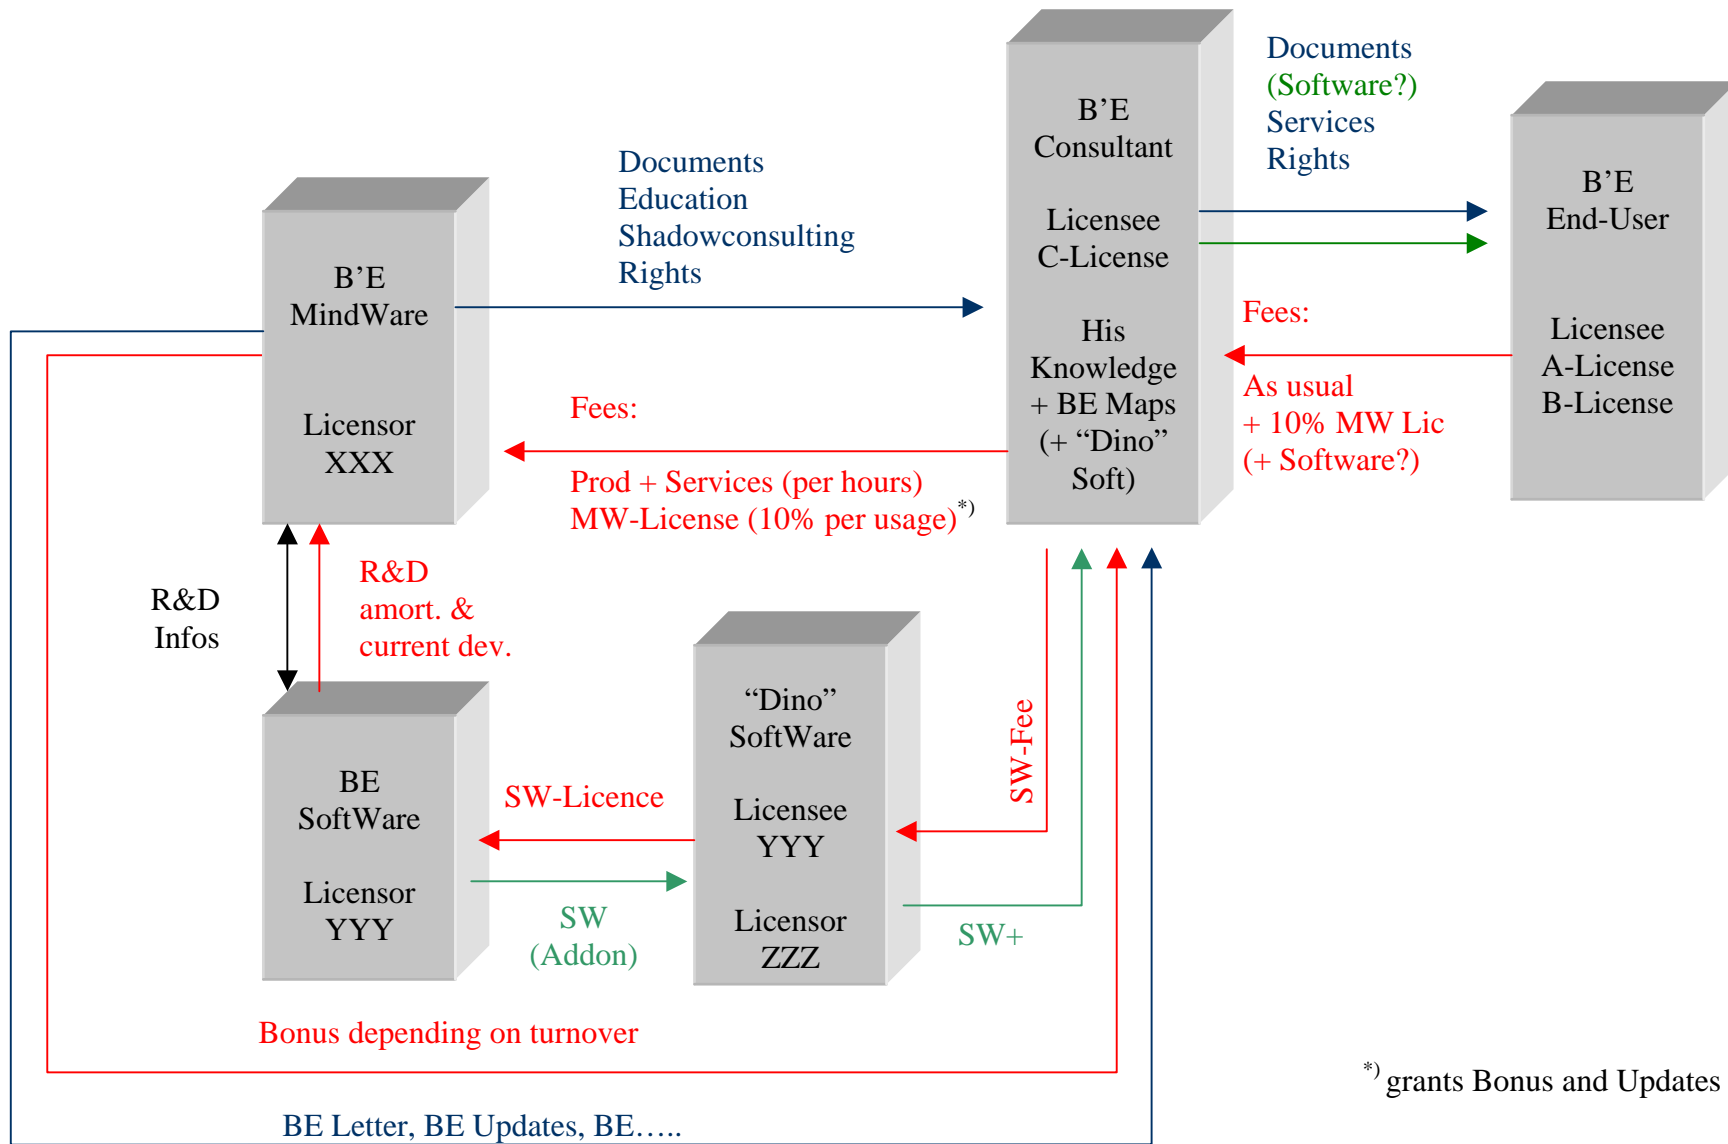 Documents
(Software?)
Services
Rights
B’E
Consultant
Licensee
C-License
His
Knowledge
+ BE Maps
(+ “Dino”
Soft)
B’E
End-User
Licensee
A-License
B-License
Documents
Education
Shadowconsulting
Rights
B’E
MindWare
Licensor
XXX
Fees:
As usual
+ 10% MW Lic
(+ Software?)
Fees:
Prod + Services (per hours)
MW-License (10% per usage)*)
R&D
Infos
R&D
amort. &
current dev.
BE
SoftWare
Licensor
YYY
SW-Licence
SW
(Addon)
“Dino”
SoftWare
Licensee
YYY
Licensor
ZZZ
SW-Fee
SW+
Bonus depending on turnover
*) grants Bonus and Updates
BE Letter, BE Updates, BE…..